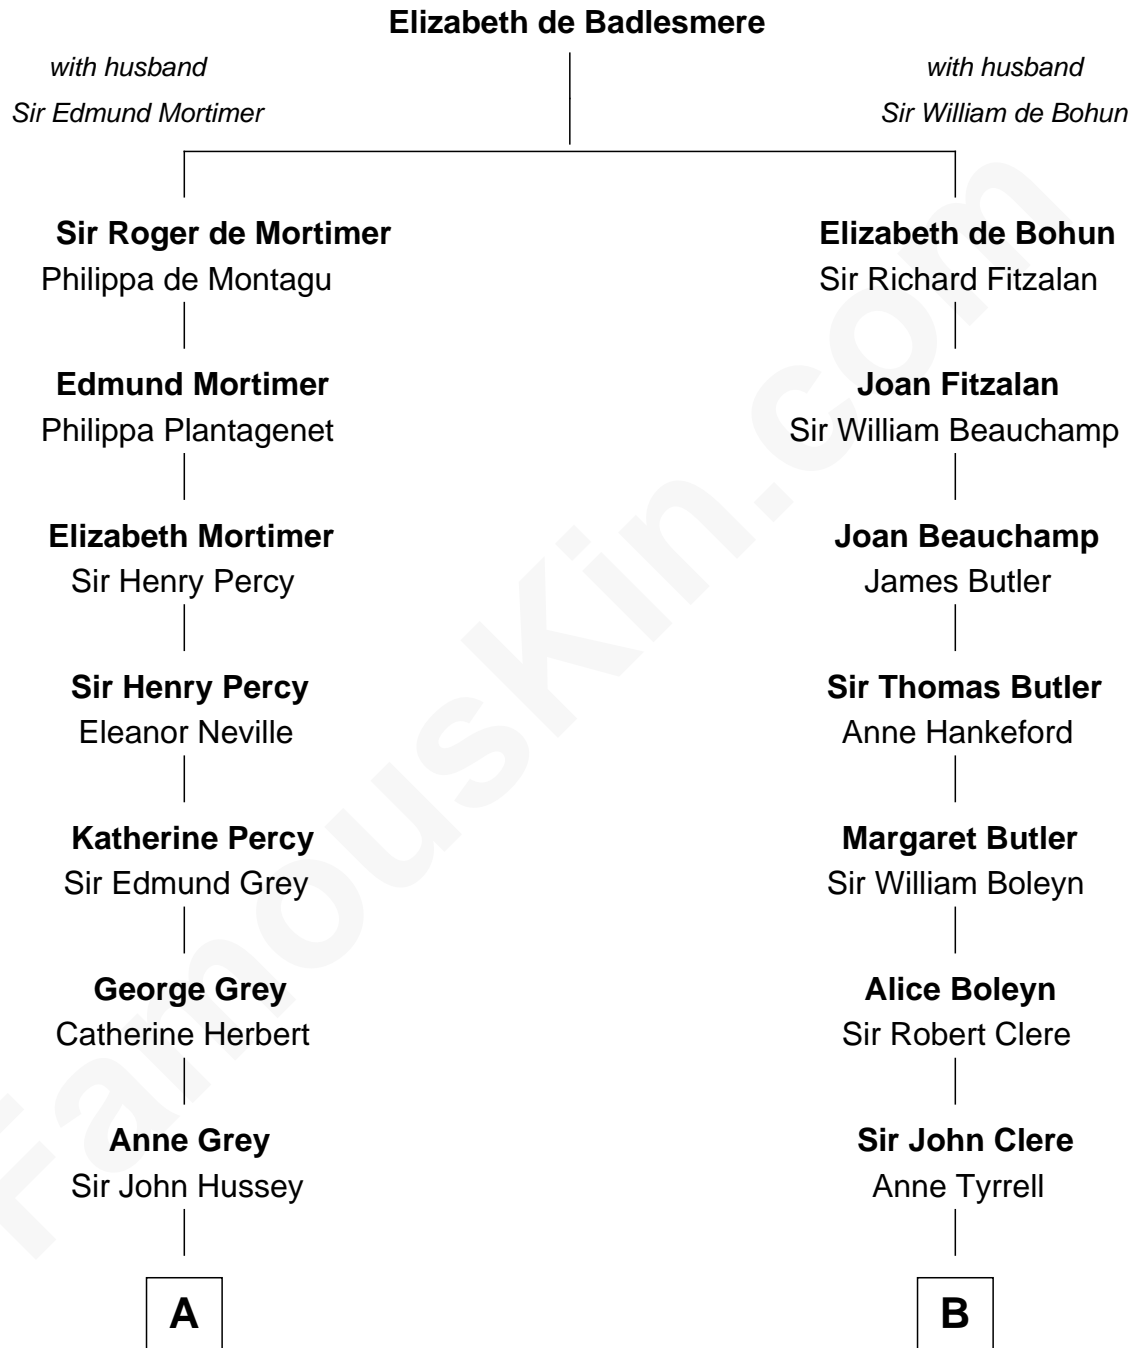 Elizabeth de Badlesmere
with husband
Sir Edmund Mortimer
with husband
Sir William de Bohun
Sir Roger de Mortimer
Philippa de Montagu
Edmund Mortimer
Philippa Plantagenet
Elizabeth Mortimer
Sir Henry Percy
Sir Henry Percy
Eleanor Neville
Katherine Percy
Sir Edmund Grey
George Grey
Catherine Herbert
Anne Grey
Sir John Hussey
A
Elizabeth de Bohun
Sir Richard Fitzalan
Joan Fitzalan
Sir William Beauchamp
Joan Beauchamp
James Butler
Sir Thomas Butler
Anne Hankeford
Margaret Butler
Sir William Boleyn
Alice Boleyn
Sir Robert Clere
Sir John Clere
Anne Tyrrell
B
FamousKin.com